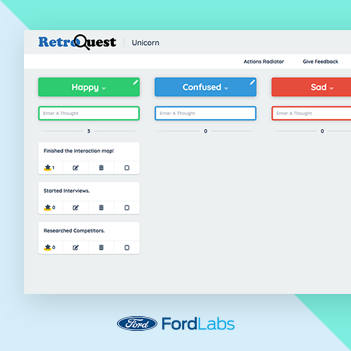 RetroQuest Unicorn
Actions Radiator Give Feedback
Happy Confused Sad
Enter A Thought Enter A Thought Enter A Thought
3 0 0
Finished the interaction map!
1
Started Interviews.
0
Researched Competitors.
0
Ford FordLabs